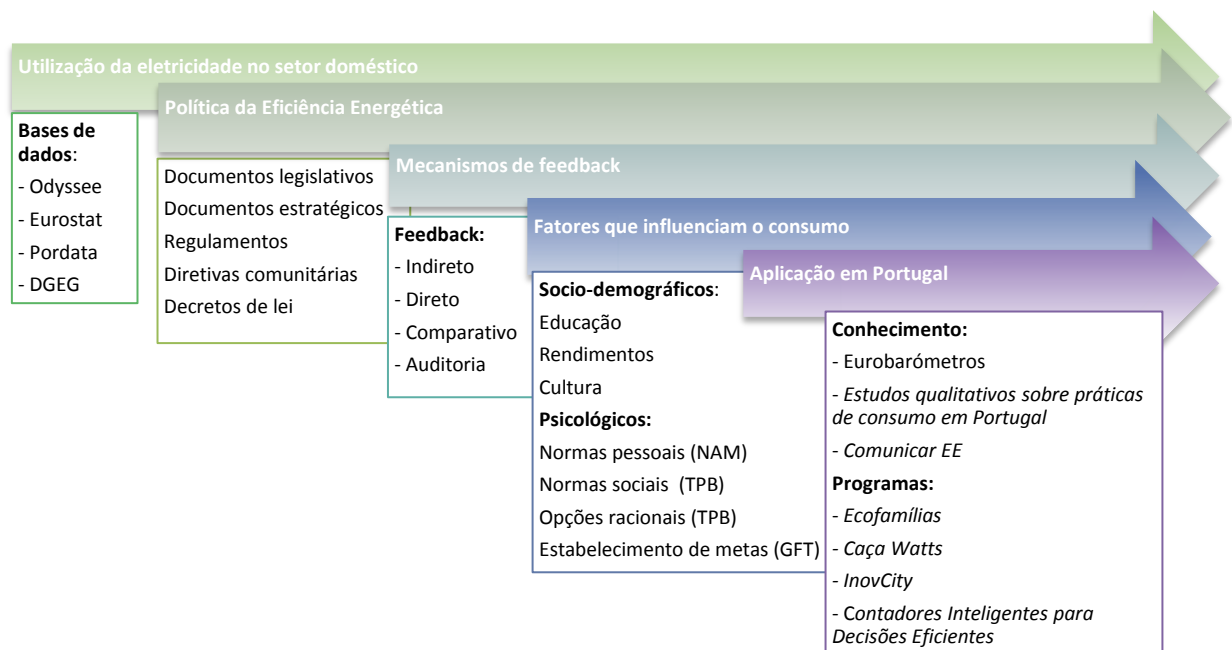 Utilização da eletricidade no setor doméstico
Bases de
dados:
- Odyssee
- Eurostat
- Pordata
- DGEG
Política da Eficiência Energética
Documentos legislativos
Documentos estratégicos
Regulamentos
Diretivas comunitárias
Decretos de lei
Mecanismos de feedback
Feedback:
- Indireto
- Direto
- Comparativo
- Auditoria
Fatores que influenciam o consumo
Socio-demográficos:
Educação
Rendimentos
Cultura
Psicológicos:
Normas pessoais (NAM)
Normas sociais (TPB)
Opções racionais (TPB)
Estabelecimento de metas (GFT)
Aplicação em Portugal
Conhecimento:
- Eurobarómetros
- Estudos qualitativos sobre práticas
de consumo em Portugal
- Comunicar EE
Programas:
- Ecofamílias
- Caça Watts
- InovCity
- Contadores Inteligentes para
Decisões Eficientes